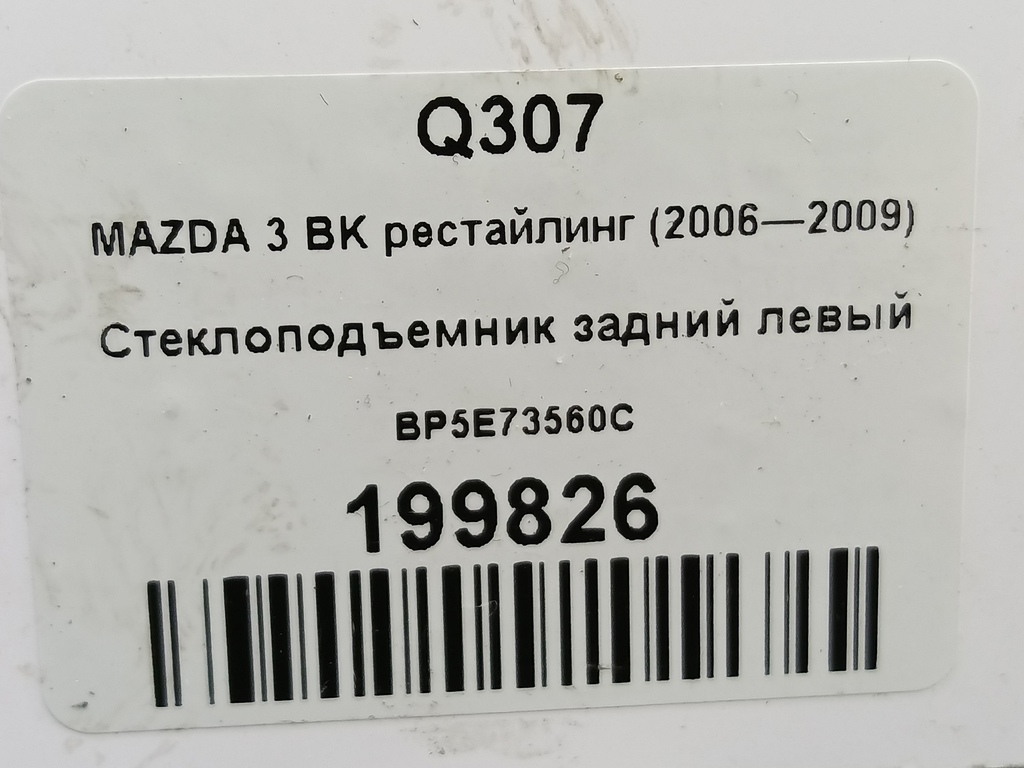 Q307
MAZDA 3 BK рестайлинг (2006—2009)
Стеклоподъемник задний левый
BP5E73560C
199826